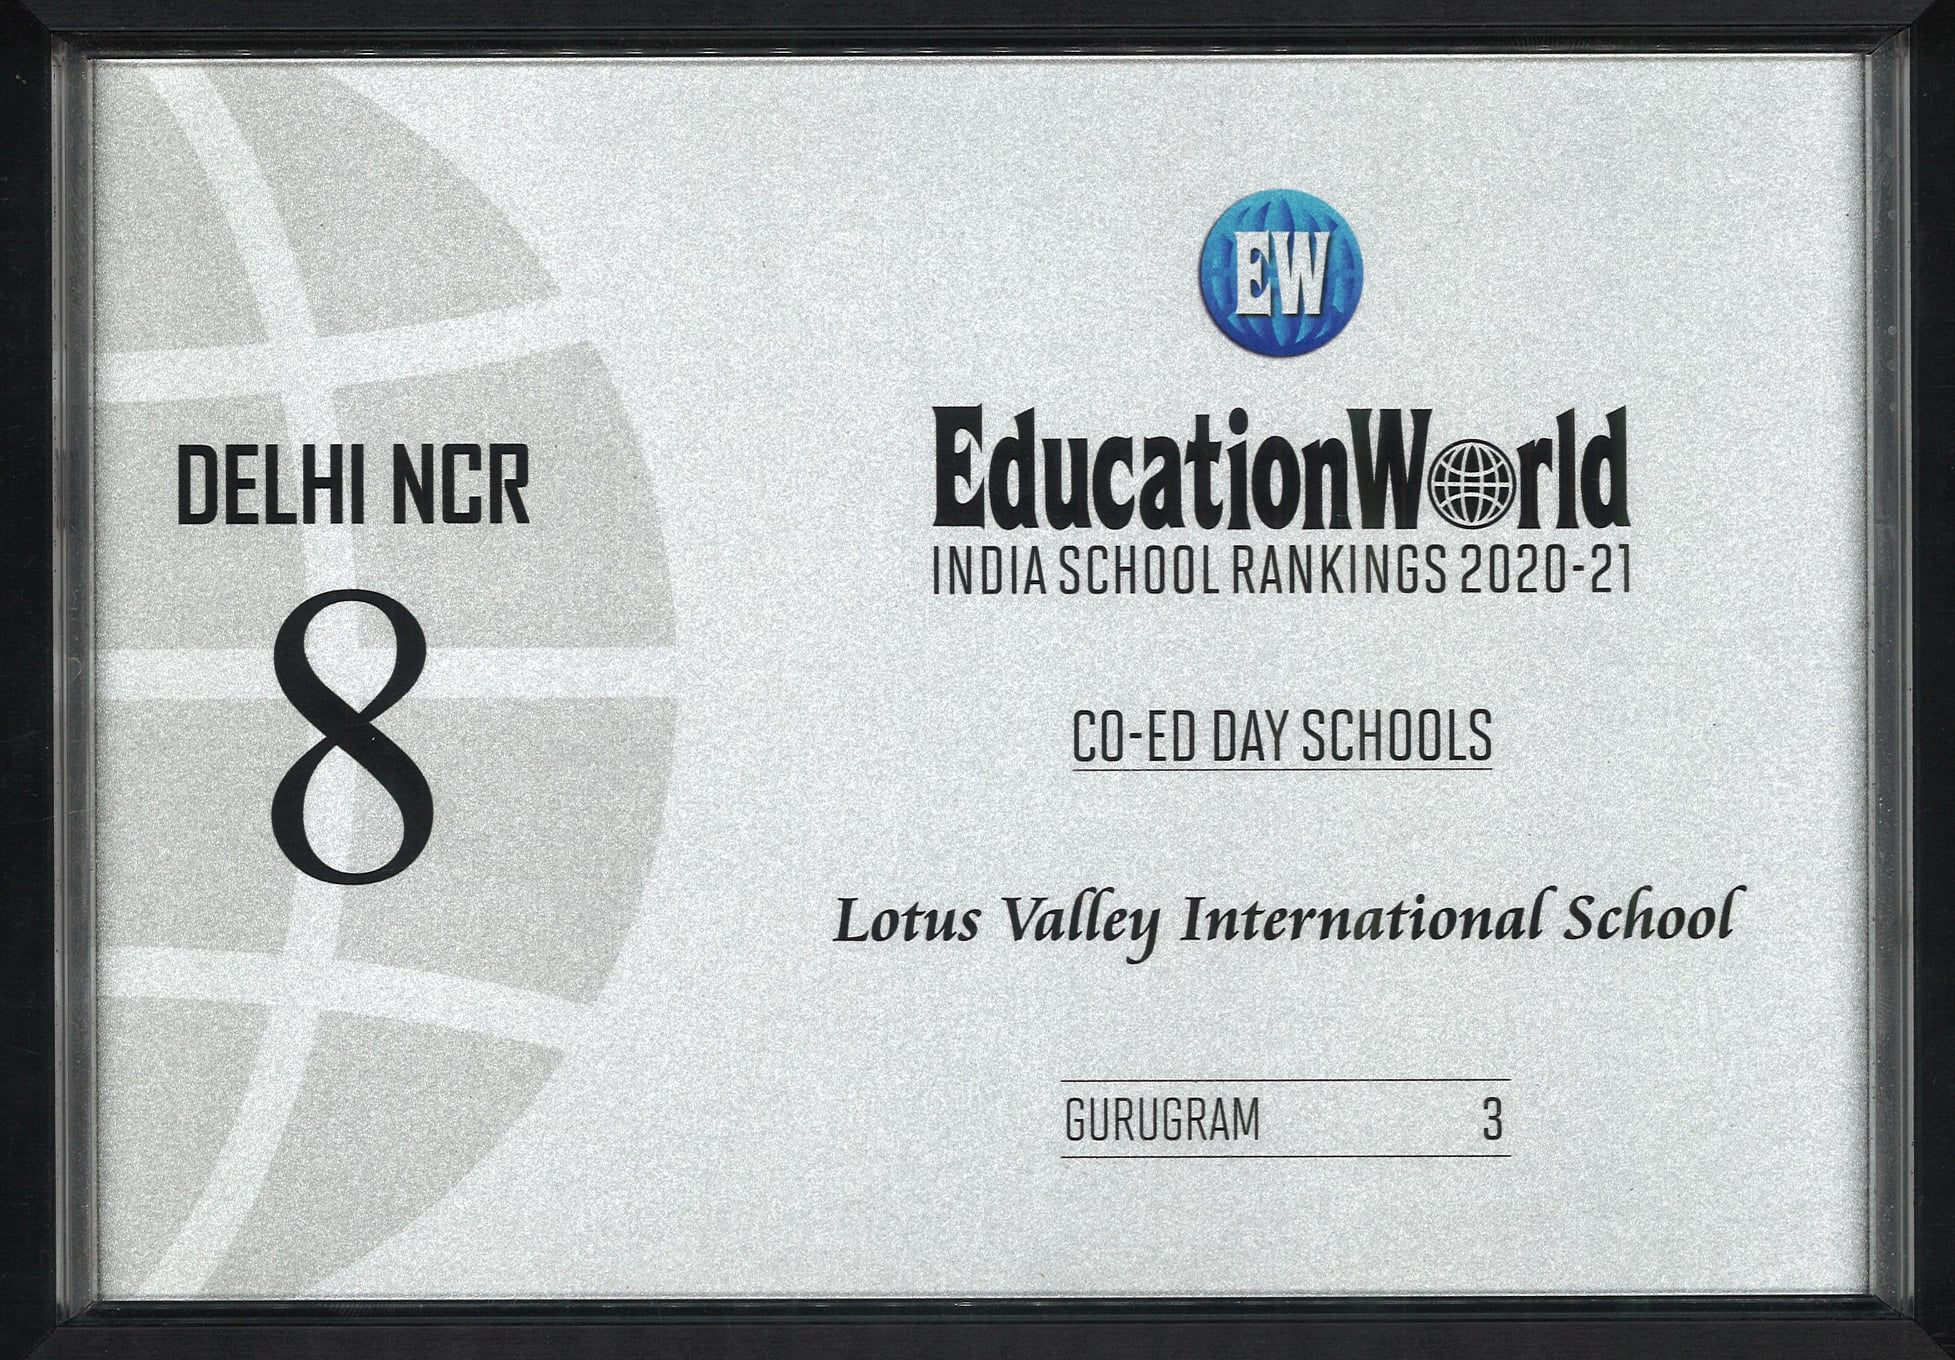 DELHI NCR
8
EW
EducationWorld
INDIA SCHOOL RANKINGS 2020-21
CO-ED DAY SCHOOLS
Lotus Valley International School
GURUGRAM 3